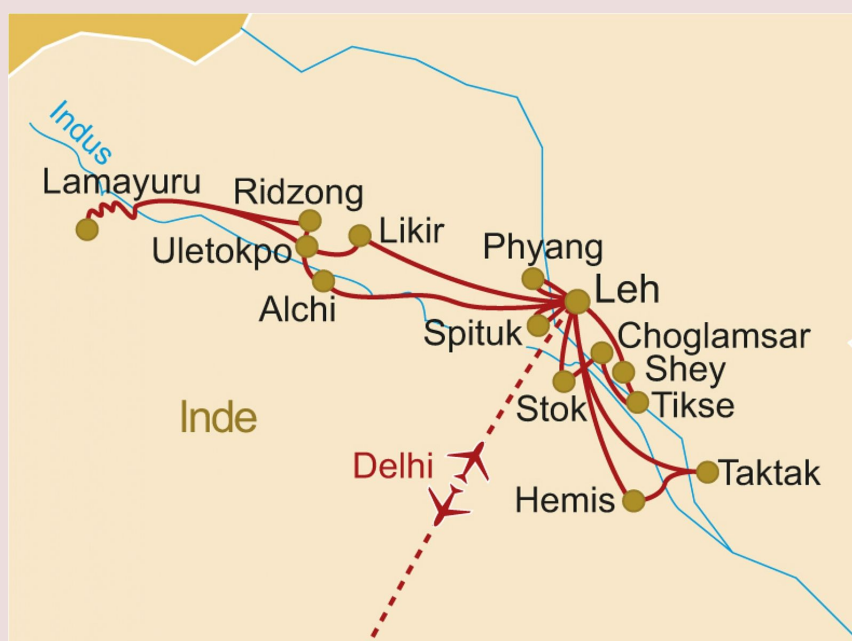 Indus
Lamayuru
Ridzong
Likir
Uletokpo
Phyang
Leh
Alchi
Spituk
Choglamsar
Shey
Stok
Tikse
Inde
Delhi
Taktak
Hemis